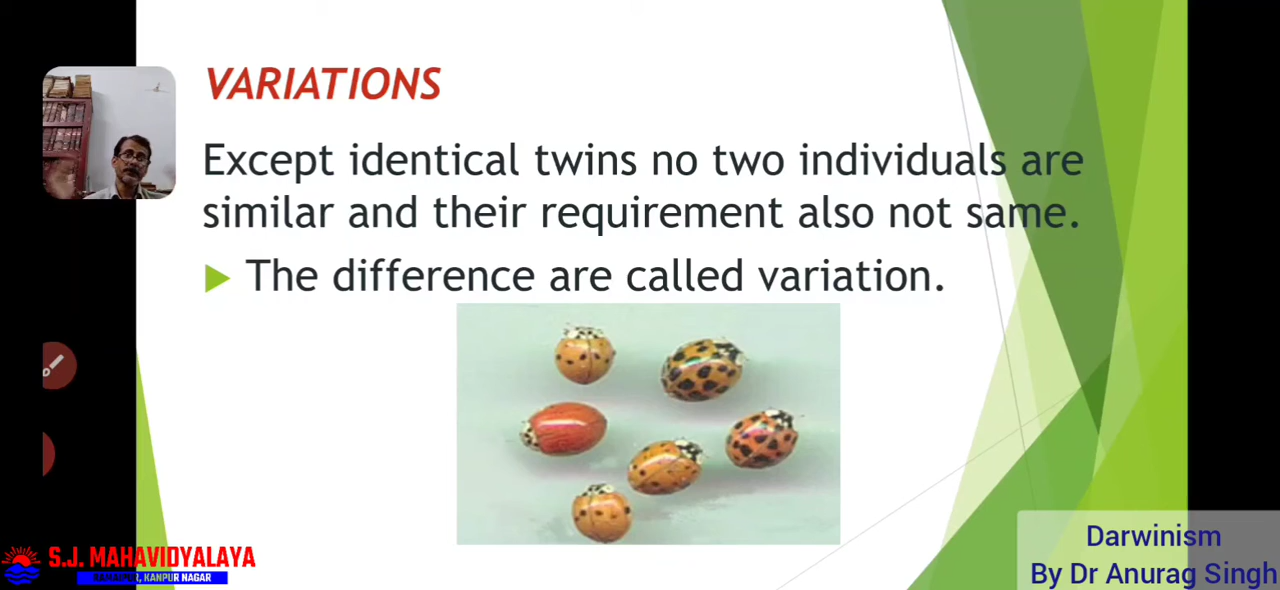 VARIATIONS
Except identical twins no two individuals are
similar and their requirement also not same.
The difference are called variation.
S.J. MAHAVIDYALAYA
RAMAIPUR, KANPUR NAGAR
Darwinism
By Dr Anurag Singh